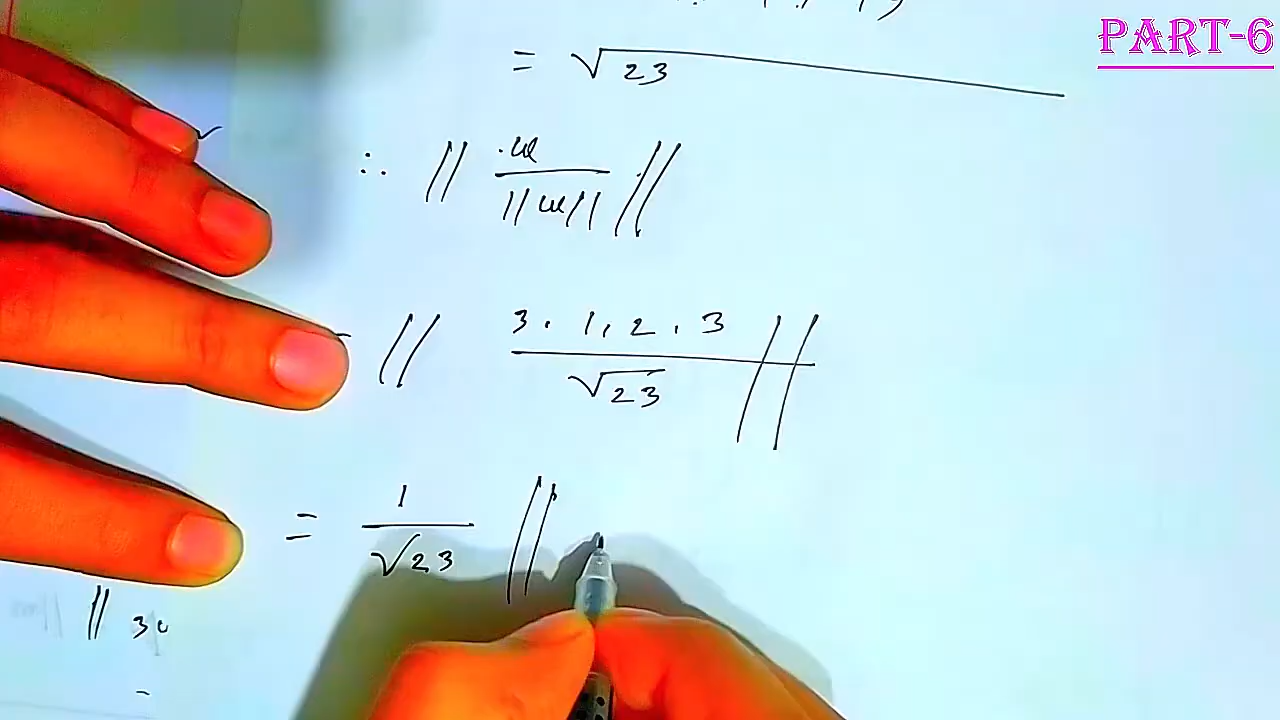 PART-6
= √23
∴ || w / ||w|| ||
|| 3 . 1, 2 . 3 / √23 ||
= 1 / √23 ||
|| 3